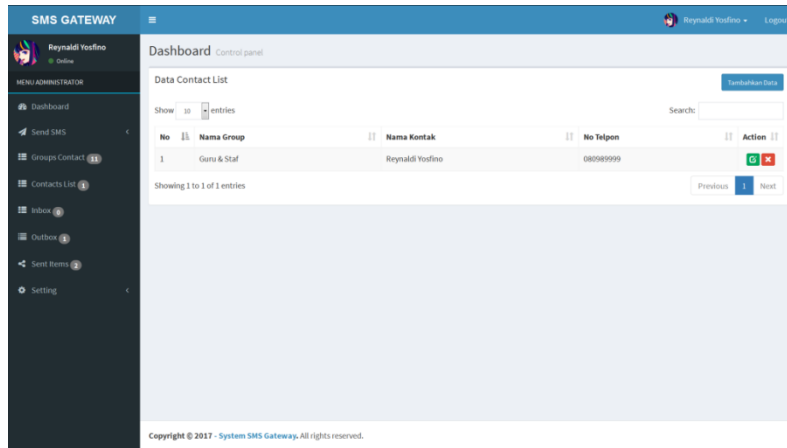 SMS GATEWAY
Reynaldi Yosfino
Logou
Reynaldi Yosfino
Online
MENU ADMINISTRATOR
Dashboard
Send SMS
Groups Contact 11
Contacts List 1
Inbox 0
Outbox 1
Sent Items 2
Setting
Dashboard Control panel
Data Contact List
Tambahkan Data
Show 10 entries
Search:
No Nama Group Nama Kontak No Telpon Action
1 Guru & Staf Reynaldi Yosfino 080989999
Showing 1 to 1 of 1 entries
Previous 1 Next
Copyright © 2017 - System SMS Gateway. All rights reserved.